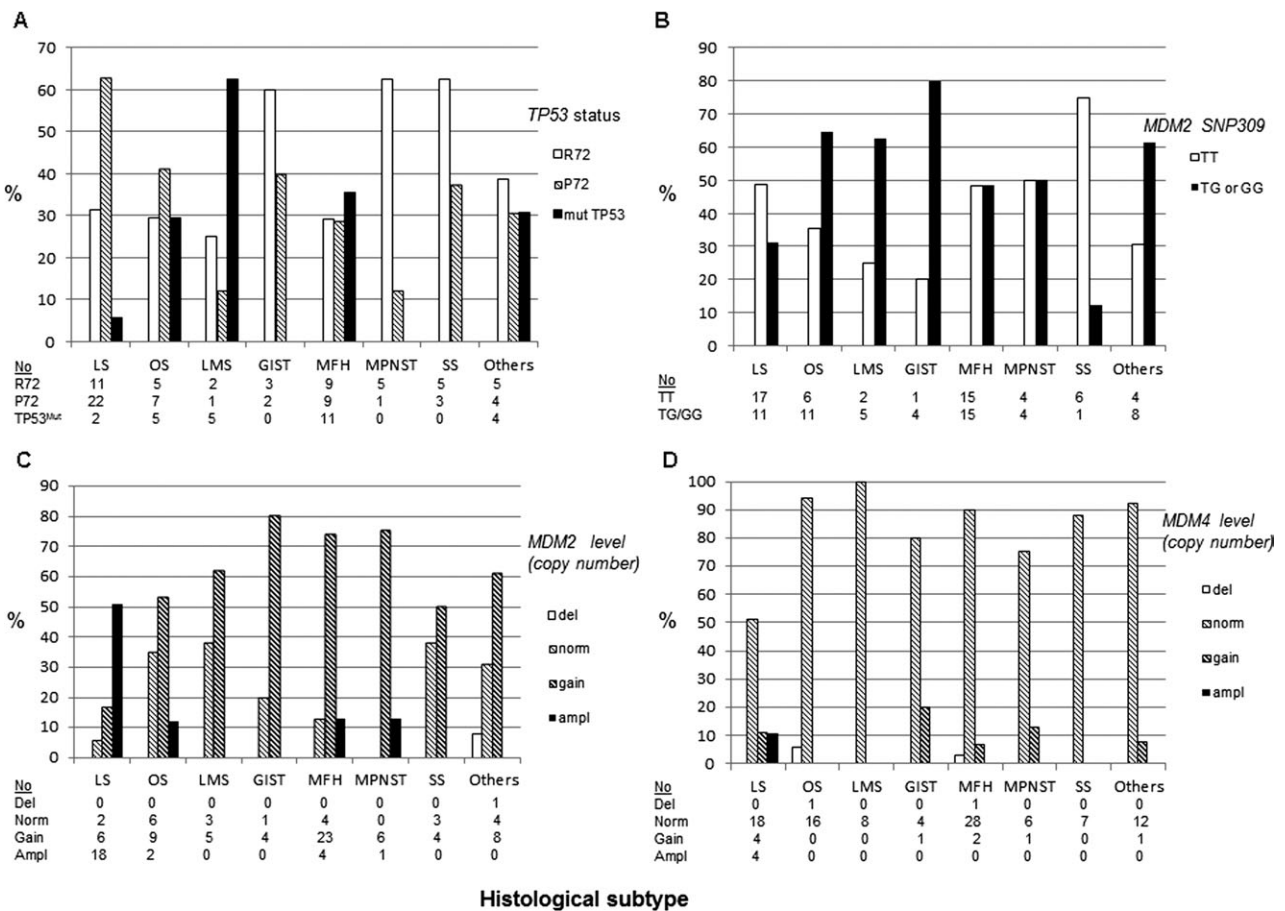 A
70
60
50
40
30
20
10
0
%
TP53 status
R72
P72
mut TP53
No LS OS LMS GIST MFH MPNST SS Others
R72 11 5 2 3 9 5 5 5
P72 22 7 1 2 9 1 3 4
TP53Mut 2 5 5 0 11 0 0 4
B
90
80
70
60
50
40
30
20
10
0
%
MDM2 SNP309
TT
TG or GG
LS OS LMS GIST MFH MPNST SS Others
No
TT 17 6 2 1 15 4 6 4
TG/GG 11 11 5 4 15 4 1 8
C
90
80
70
60
50
40
30
20
10
0
%
MDM2 level
(copy number)
del
norm
gain
ampl
No LS OS LMS GIST MFH MPNST SS Others
Del 0 0 0 0 0 0 0 1
Norm 2 6 3 1 4 0 3 4
Gain 6 9 5 4 23 6 4 8
Ampl 18 2 0 0 4 1 0 0
D
100
90
80
70
60
50
40
30
20
10
0
%
MDM4 level
(copy number)
del
norm
gain
ampl
No LS OS LMS GIST MFH MPNST SS Others
Del 0 1 0 0 1 0 0 0
Norm 18 16 8 4 28 6 7 12
Gain 4 0 0 1 2 1 0 1
Ampl 4 0 0 0 0 0 0 0
Histological subtype